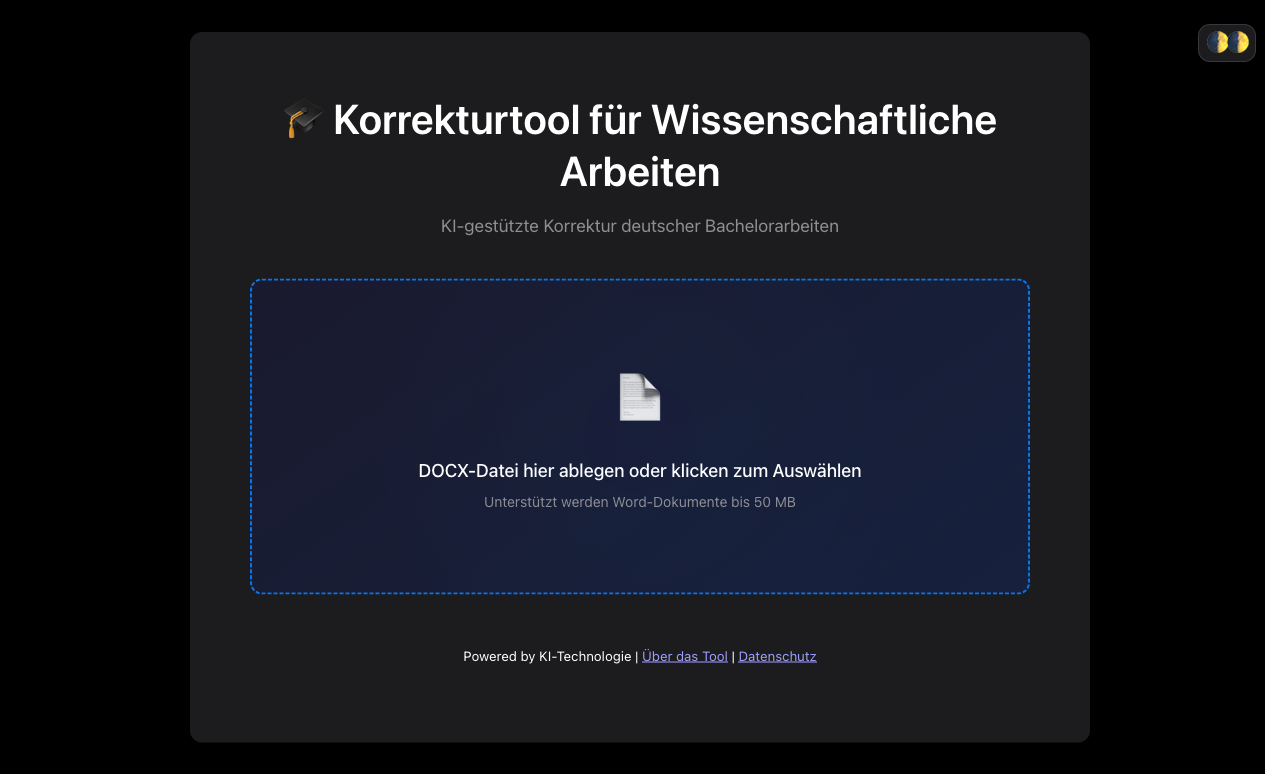 Korrekturtool für Wissenschaftliche
Arbeiten
KI-gestützte Korrektur deutscher Bachelorarbeiten
DOCX-Datei hier ablegen oder klicken zum Auswählen
Unterstützt werden Word-Dokumente bis 50 MB
Powered by KI-Technologie | Über das Tool | Datenschutz